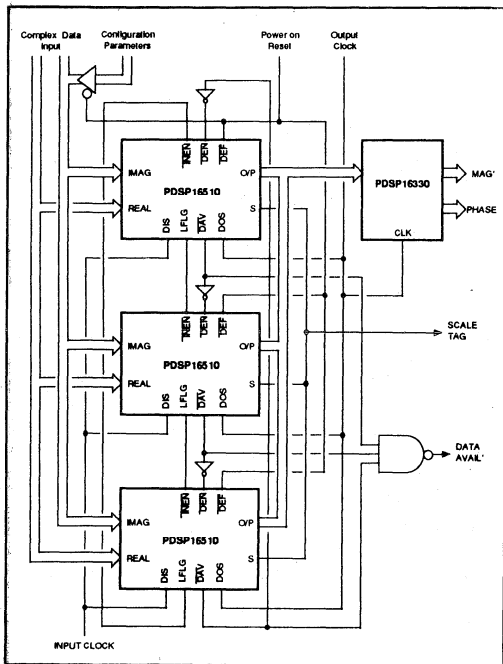 Complex Data Input
Configuration Parameters
Power on Reset
Output Clock
INEN DEN DEF
IMAG
O/P
PDSP16510
REAL
S
DIS LFLG DAV DOS
PDSP16330
MAG'
PHASE
CLK
INEN DEN DEF
IMAG
O/P
PDSP16510
REAL
S
DIS LFLG DAV DOS
SCALE TAG
DATA AVAIL'
INEN DEN DEF
IMAG
O/P
PDSP16510
REAL
S
DIS LFLG DAV DOS
INPUT CLOCK